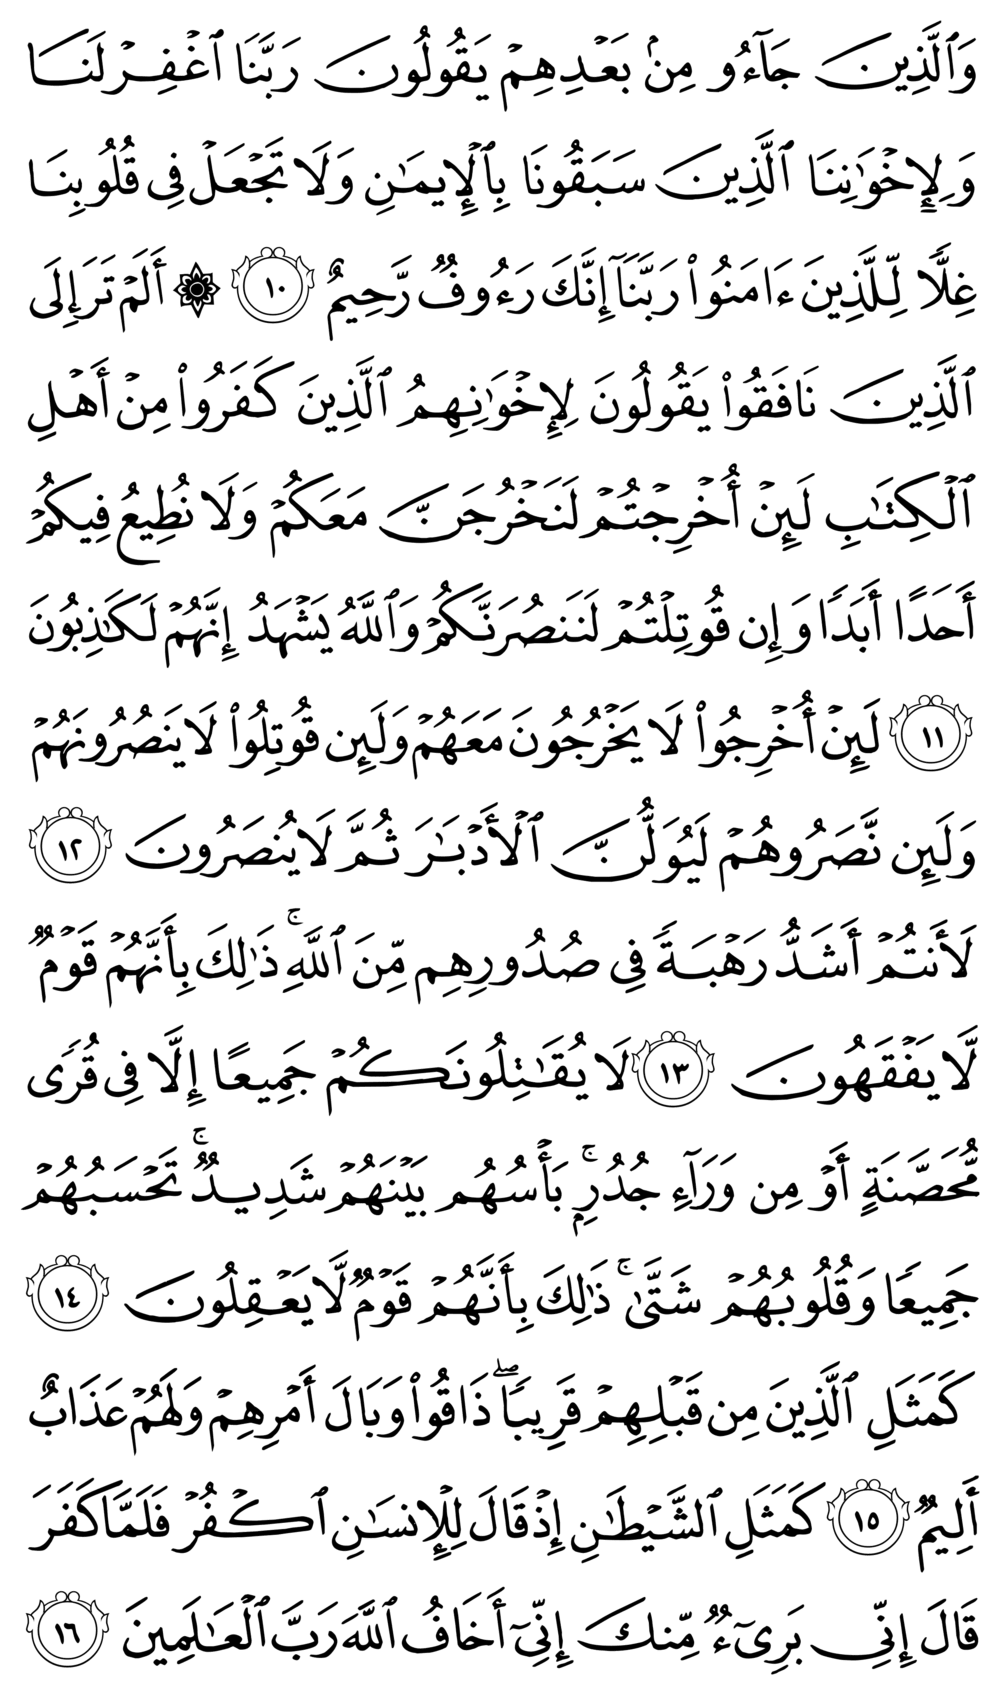 وَٱلَّذِينَ جَآءُو مِنۢ بَعۡدِهِمۡ يَقُولُونَ رَبَّنَا ٱغۡفِرۡ لَنَا
وَلِإِخۡوَٰنِنَا ٱلَّذِينَ سَبَقُونَا بِٱلۡإِيمَٰنِ وَلَا تَجۡعَلۡ فِي قُلُوبِنَا
غِلّٗا لِّلَّذِينَ ءَامَنُواْ رَبَّنَآ إِنَّكَ رَءُوفٞ رَّحِيمٌ ١٠ ۞ أَلَمۡ تَرَ إِلَى
ٱلَّذِينَ نَافَقُواْ يَقُولُونَ لِإِخۡوَٰنِهِمُ ٱلَّذِينَ كَفَرُواْ مِنۡ أَهۡلِ
ٱلۡكِتَٰبِ لَئِنۡ أُخۡرِجۡتُمۡ لَنَخۡرُجَنَّ مَعَكُمۡ وَلَا نُطِيعُ فِيكُمۡ
أَحَدًا أَبَدٗا وَإِن قُوتِلۡتُمۡ لَنَنصُرَنَّكُمۡ وَٱللَّهُ يَشۡهَدُ إِنَّهُمۡ لَكَٰذِبُونَ
١١ لَئِنۡ أُخۡرِجُواْ لَا يَخۡرُجُونَ مَعَهُمۡ وَلَئِن قُوتِلُواْ لَا يَنصُرُونَهُمۡ
وَلَئِن نَّصَرُوهُمۡ لَيُوَلُّنَّ ٱلۡأَدۡبَٰرَ ثُمَّ لَا يُنصَرُونَ ١٢
لَأَنتُمۡ أَشَدُّ رَهۡبَةٗ فِي صُدُورِهِم مِّنَ ٱللَّهِۚ ذَٰلِكَ بِأَنَّهُمۡ قَوۡمٞ
لَّا يَفۡقَهُونَ ١٣ لَا يُقَٰتِلُونَكُمۡ جَمِيعًا إِلَّا فِي قُرٗى
مُّحَصَّنَةٍ أَوۡ مِن وَرَآءِ جُدُرِۭۚ بَأۡسُهُم بَيۡنَهُمۡ شَدِيدٞۚ تَحۡسَبُهُمۡ
جَمِيعٗا وَقُلُوبُهُمۡ شَتَّىٰۚ ذَٰلِكَ بِأَنَّهُمۡ قَوۡمٞ لَّا يَعۡقِلُونَ ١٤
كَمَثَلِ ٱلَّذِينَ مِن قَبۡلِهِمۡ قَرِيبٗاۖ ذَاقُواْ وَبَالَ أَمۡرِهِمۡ وَلَهُمۡ عَذَابٌ
أَلِيمٞ ١٥ كَمَثَلِ ٱلشَّيۡطَٰنِ إِذۡ قَالَ لِلۡإِنسَٰنِ ٱكۡفُرۡ فَلَمَّا كَفَرَ
قَالَ إِنِّي بَرِيٓءٞ مِّنكَ إِنِّيٓ أَخَافُ ٱللَّهَ رَبَّ ٱلۡعَٰلَمِينَ ١٦